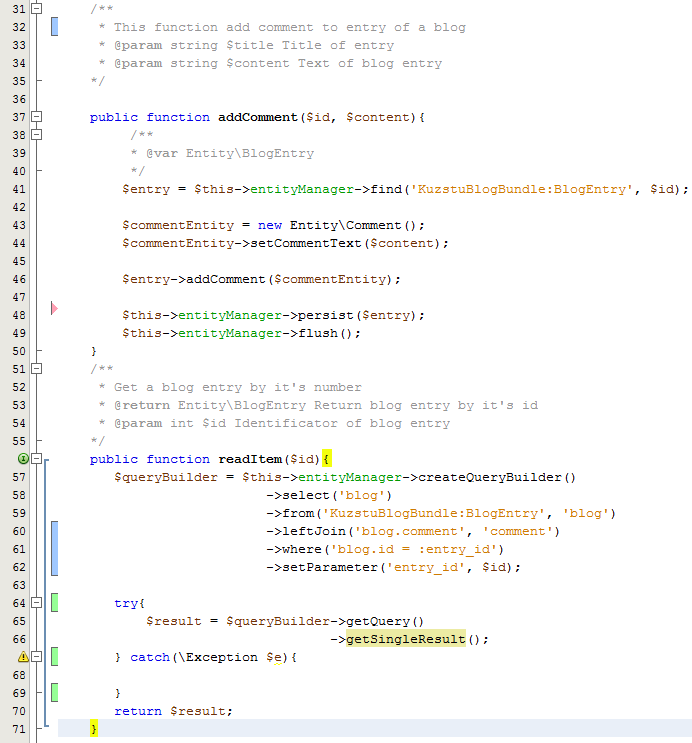 31 /**
32 * This function add comment to entry of a blog
33 * @param string $title Title of entry
34 * @param string $content Text of blog entry
35 */
36
37 public function addComment($id, $content){
38 /**
39 * @var Entity\BlogEntry
40 */
41 $entry = $this->entityManager->find('KuzstuBlogBundle:BlogEntry', $id);
42
43 $commentEntity = new Entity\Comment();
44 $commentEntity->setCommentText($content);
45
46 $entry->addComment($commentEntity);
47
48 $this->entityManager->persist($entry);
49 $this->entityManager->flush();
50 }
51 /**
52 * Get a blog entry by it's number
53 * @return Entity\BlogEntry Return blog entry by it's id
54 * @param int $id Identificator of blog entry
55 */
public function readItem($id){
57 $queryBuilder = $this->entityManager->createQueryBuilder()
58 ->select('blog')
59 ->from('KuzstuBlogBundle:BlogEntry', 'blog')
60 ->leftJoin('blog.comment', 'comment')
61 ->where('blog.id = :entry_id')
62 ->setParameter('entry_id', $id);
63
64 try{
65 $result = $queryBuilder->getQuery()
66 ->getSingleResult();
} catch(\Exception $e){
68
69 }
70 return $result;
71 }